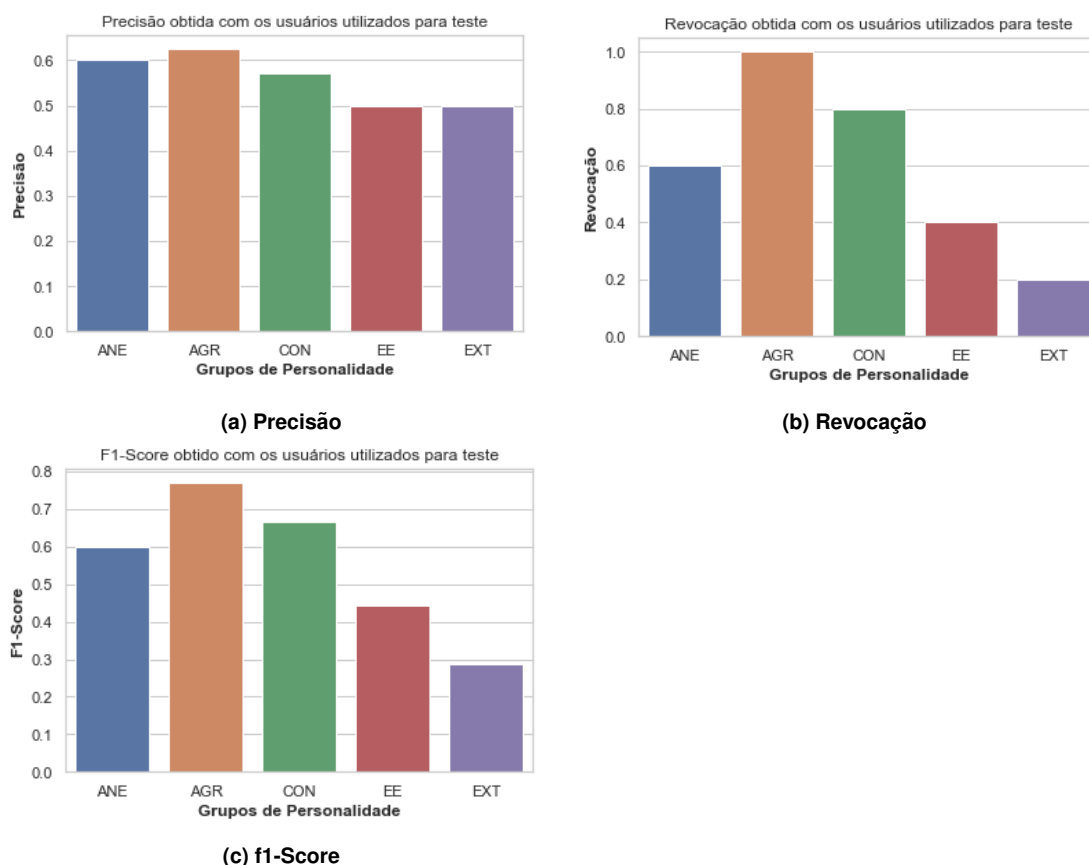 Precisão obtida com os usuários utilizados para teste
0.6
0.5
0.4
0.3
0.2
0.1
0.0
Precisão
ANE AGR CON EE EXT
Grupos de Personalidade
(a) Precisão
Revocação obtida com os usuários utilizados para teste
1.0
0.8
0.6
0.4
0.2
0.0
Revocação
ANE AGR CON EE EXT
Grupos de Personalidade
(b) Revocação
F1-Score obtido com os usuários utilizados para teste
0.8
0.7
0.6
0.5
0.4
0.3
0.2
0.1
0.0
F1-Score
ANE AGR CON EE EXT
Grupos de Personalidade
(c) f1-Score